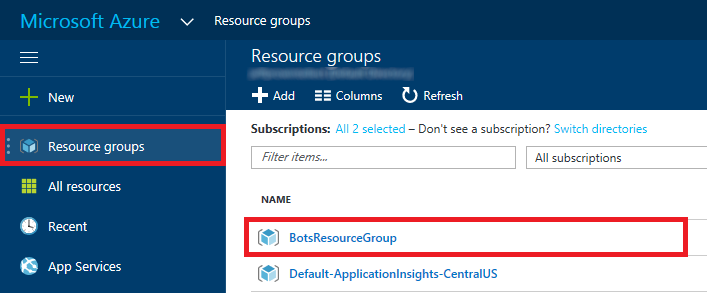 Microsoft Azure Resource groups
Resource groups
Add Columns Refresh
New
Subscriptions: All 2 selected – Don't see a subscription? Switch directories
Resource groups
Filter items... All subscriptions
All resources
NAME
Recent
BotsResourceGroup
App Services
Default-ApplicationInsights-CentralUS